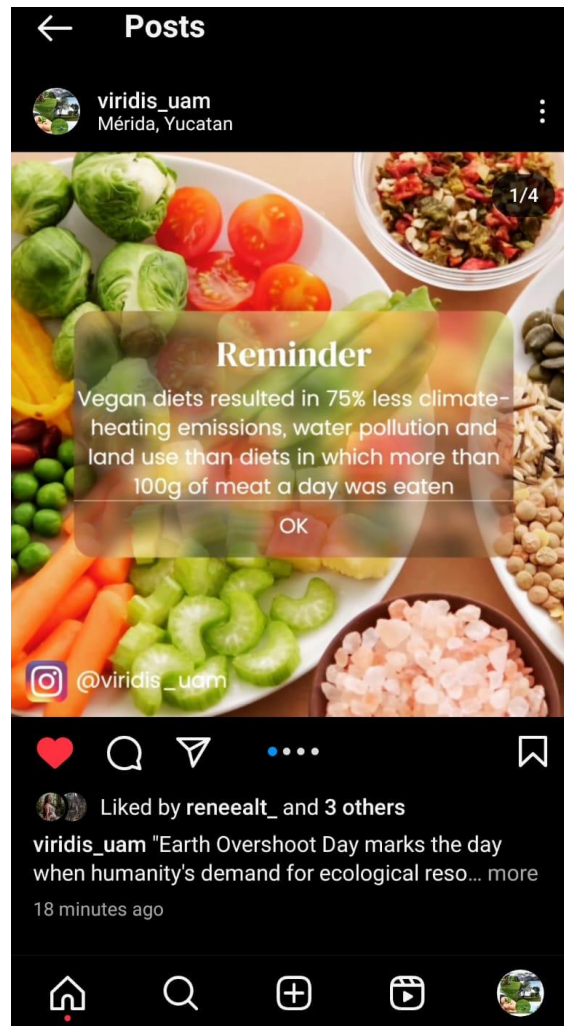 Posts
viridis_uam
Mérida, Yucatan
1/4
Reminder
Vegan diets resulted in 75% less climate-
heating emissions, water pollution and
land use than diets in which more than
100g of meat a day was eaten
OK
@viridis_uam
Liked by reneealt_ and 3 others
viridis_uam "Earth Overshoot Day marks the day
when humanity's demand for ecological reso... more
18 minutes ago